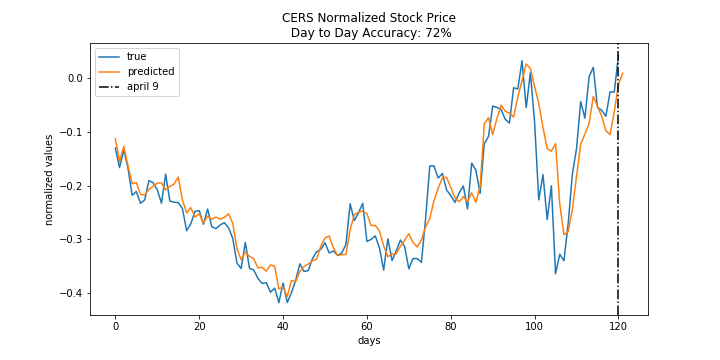 CERS Normalized Stock Price
Day to Day Accuracy: 72%
true
predicted
april 9
normalized values
0.0
−0.1
−0.2
−0.3
−0.4
0
20
40
60
80
100
120
days